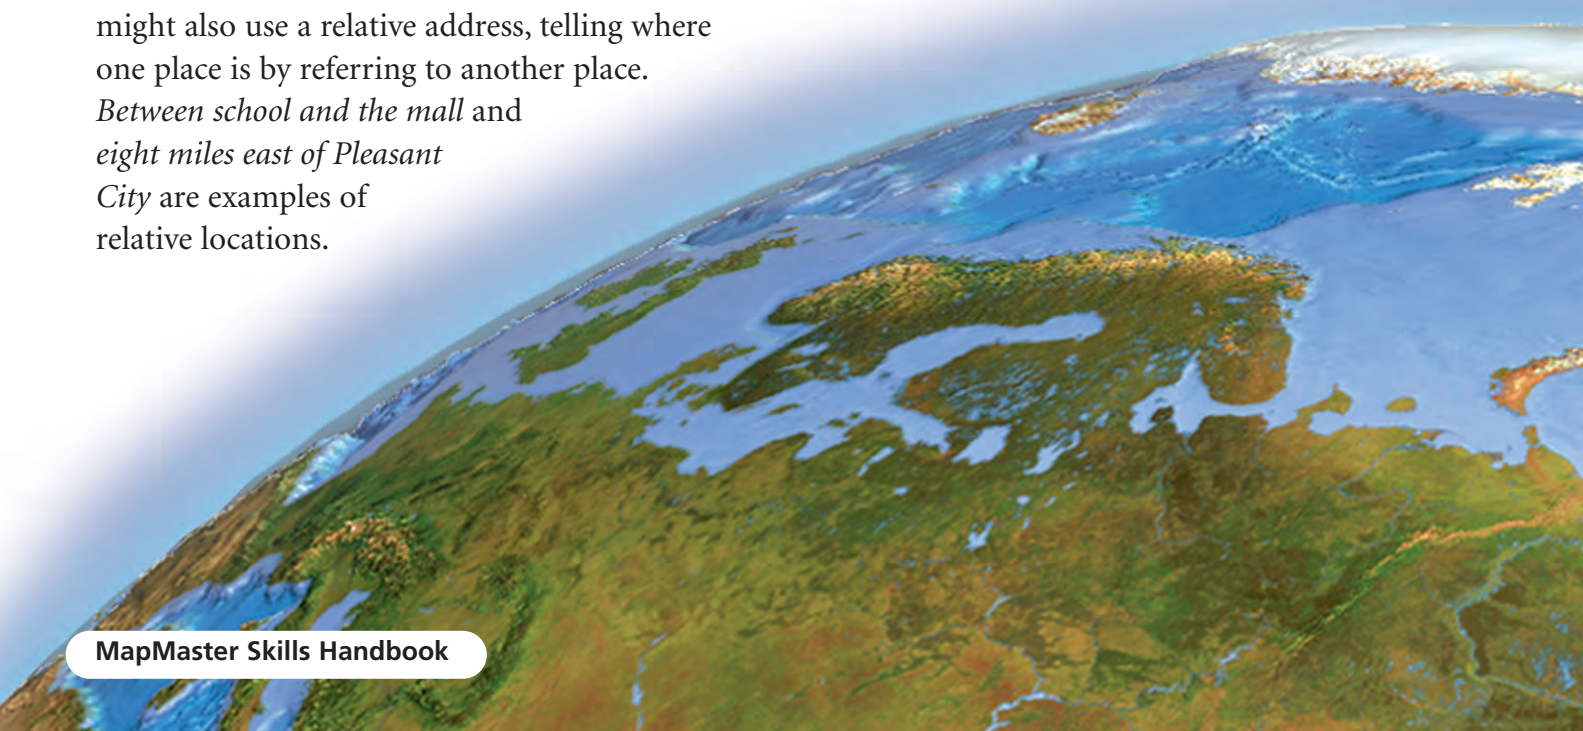 might also use a relative address, telling where
one place is by referring to another place.
Between school and the mall and
eight miles east of Pleasant
City are examples of
relative locations.
MapMaster Skills Handbook